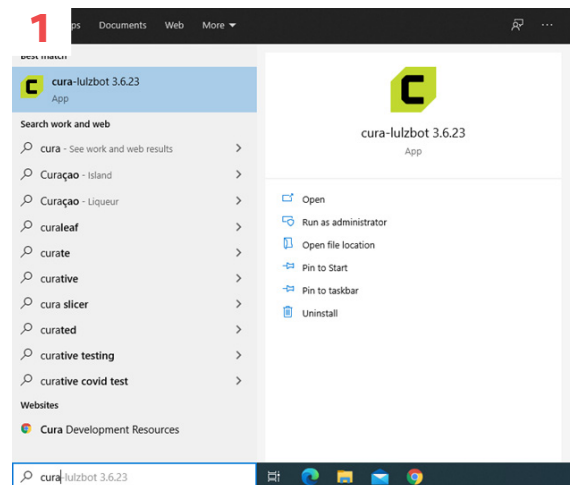 1
ps Documents Web More
Best match
cura-lulzbot 3.6.23
App
Search work and web
cura - See work and web results
Curaçao - Island
Curaçao - Liqueur
curaleaf
curate
curative
cura slicer
curated
curative testing
curative covid test
Websites
Cura Development Resources
cura-lulzbot 3.6.23
cura-lulzbot 3.6.23
App
Open
Run as administrator
Open file location
Pin to Start
Pin to taskbar
Uninstall